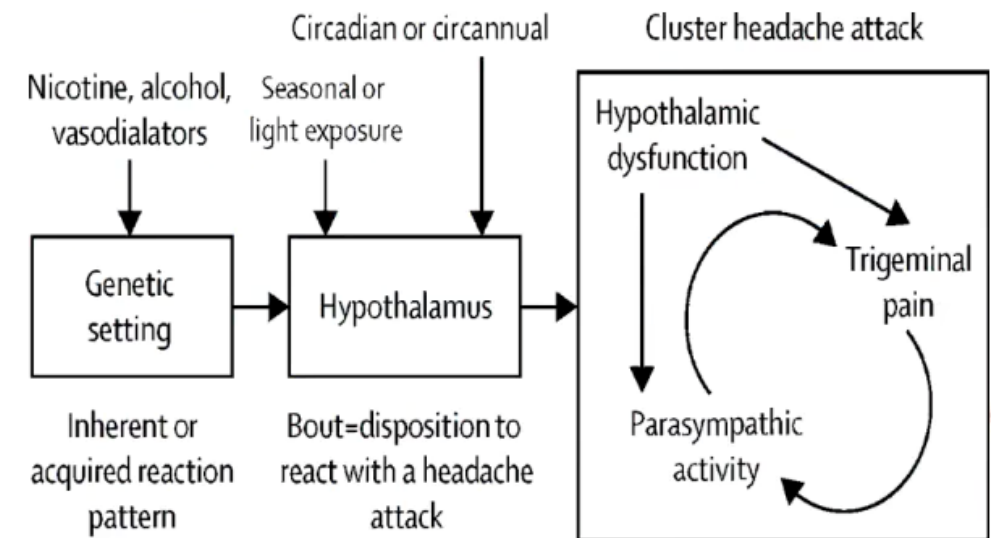 Circadian or circannual
Cluster headache attack
Nicotine, alcohol,
vasodialators
Seasonal or
light exposure
Genetic
setting
Hypothalamus
Inherent or
acquired reaction
pattern
Bout=disposition to
react with a headache
attack
Hypothalamic
dysfunction
Trigeminal
pain
Parasympathic
activity